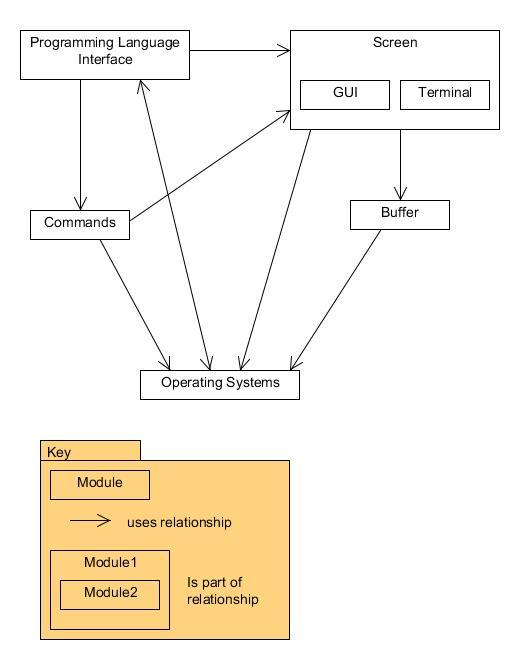 Programming Language
Interface
Screen
GUI
Terminal
Commands
Buffer
Operating Systems
Key
Module
uses relationship
Module1
Module2
Is part of
relationship